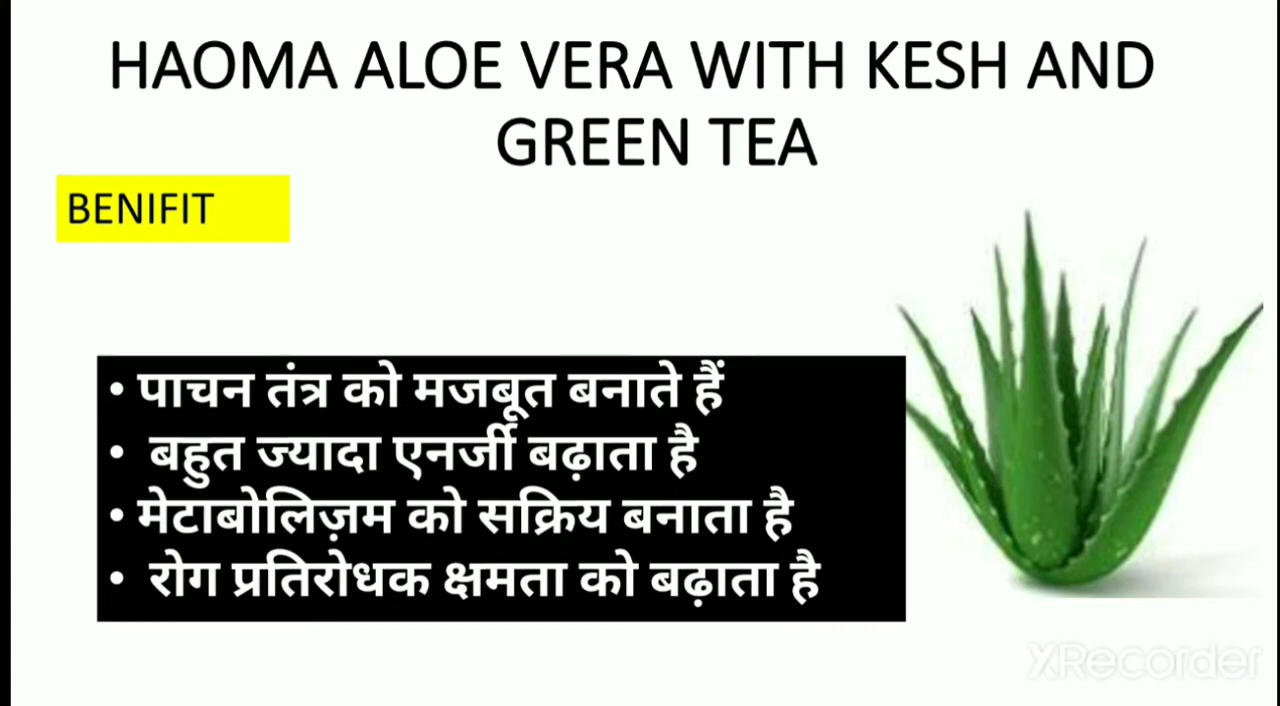 HAOMA ALOE VERA WITH KESH AND
GREEN TEA
BENIFIT
• पाचन तंत्र को मजबूत बनाते हैं
• बहुत ज्यादा एनर्जी बढ़ाता है
• मेटाबोलिज़म को सक्रिय बनाता है
• रोग प्रतिरोधक क्षमता को बढ़ाता है
XRecorder